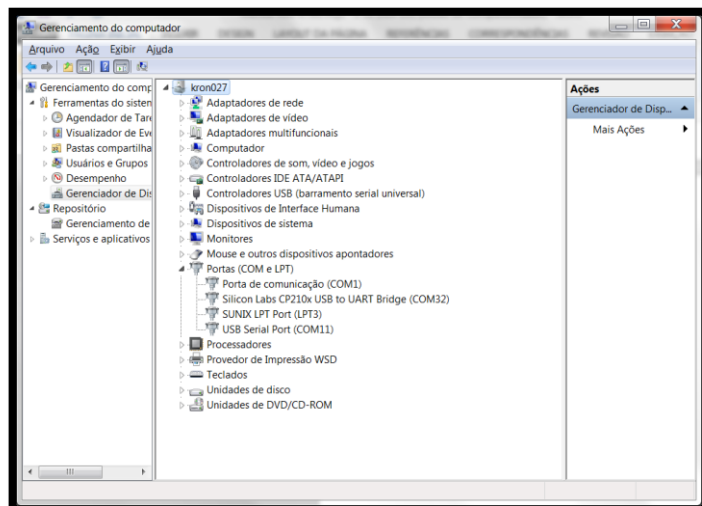 Gerenciamento do computador
Arquivo Ação Exibir Ajuda
Gerenciamento do comp
Ferramentas do sisten
Agendador de Tare
Visualizador de Eve
Pastas compartilha
Usuários e Grupos
Desempenho
Gerenciador de Dis
Repositório
Gerenciamento de
Serviços e aplicativos
kron027
Adaptadores de rede
Adaptadores de vídeo
Adaptadores multifuncionais
Computador
Controladores de som, vídeo e jogos
Controladores IDE ATA/ATAPI
Controladores USB (barramento serial universal)
Dispositivos de Interface Humana
Dispositivos de sistema
Monitores
Mouse e outros dispositivos apontadores
Portas (COM e LPT)
Porta de comunicação (COM1)
Silicon Labs CP210x USB to UART Bridge (COM32)
SUNIX LPT Port (LPT3)
USB Serial Port (COM11)
Processadores
Provedor de Impressão WSD
Teclados
Unidades de disco
Unidades de DVD/CD-ROM
Ações
Gerenciador de Disp...
Mais Ações